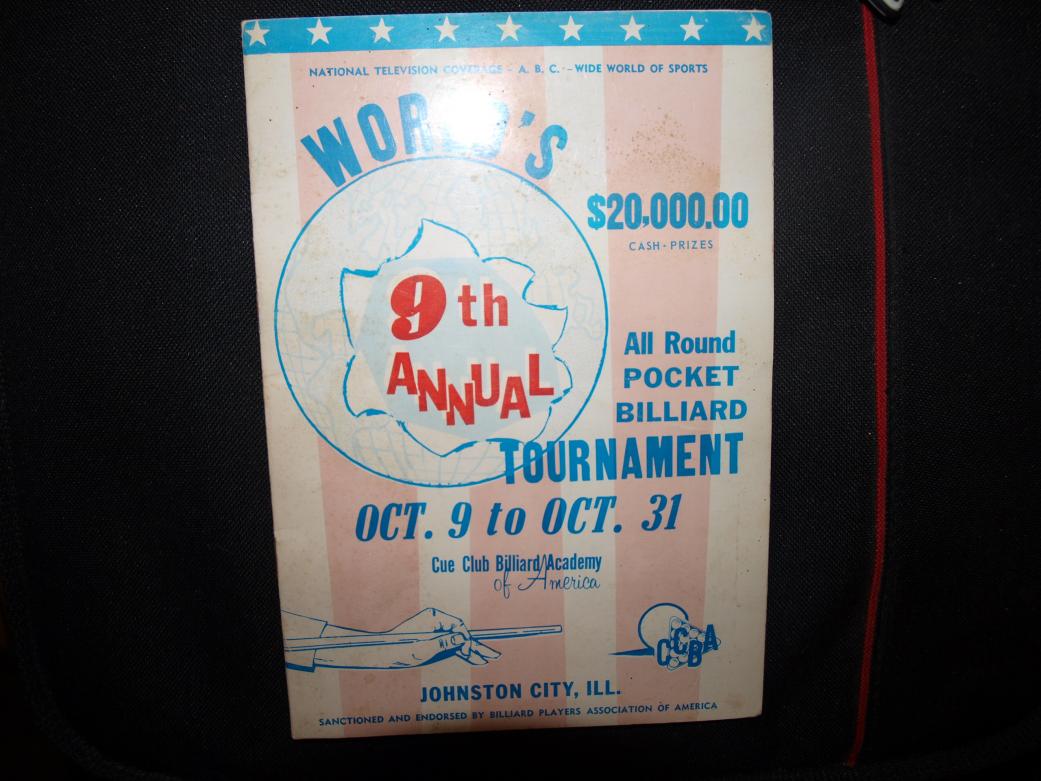 NATIONAL TELEVISION COVERAGE - A. B. C. - WIDE WORLD OF SPORTS
WORLD'S
$20,000.00
CASH - PRIZES
9th
ANNUAL
All Round
POCKET
BILLIARD
TOURNAMENT
OCT. 9 to OCT. 31
Cue Club Billiard Academy
of America
CCBA
JOHNSTON CITY, ILL.
SANCTIONED AND ENDORSED BY BILLIARD PLAYERS ASSOCIATION OF AMERICA